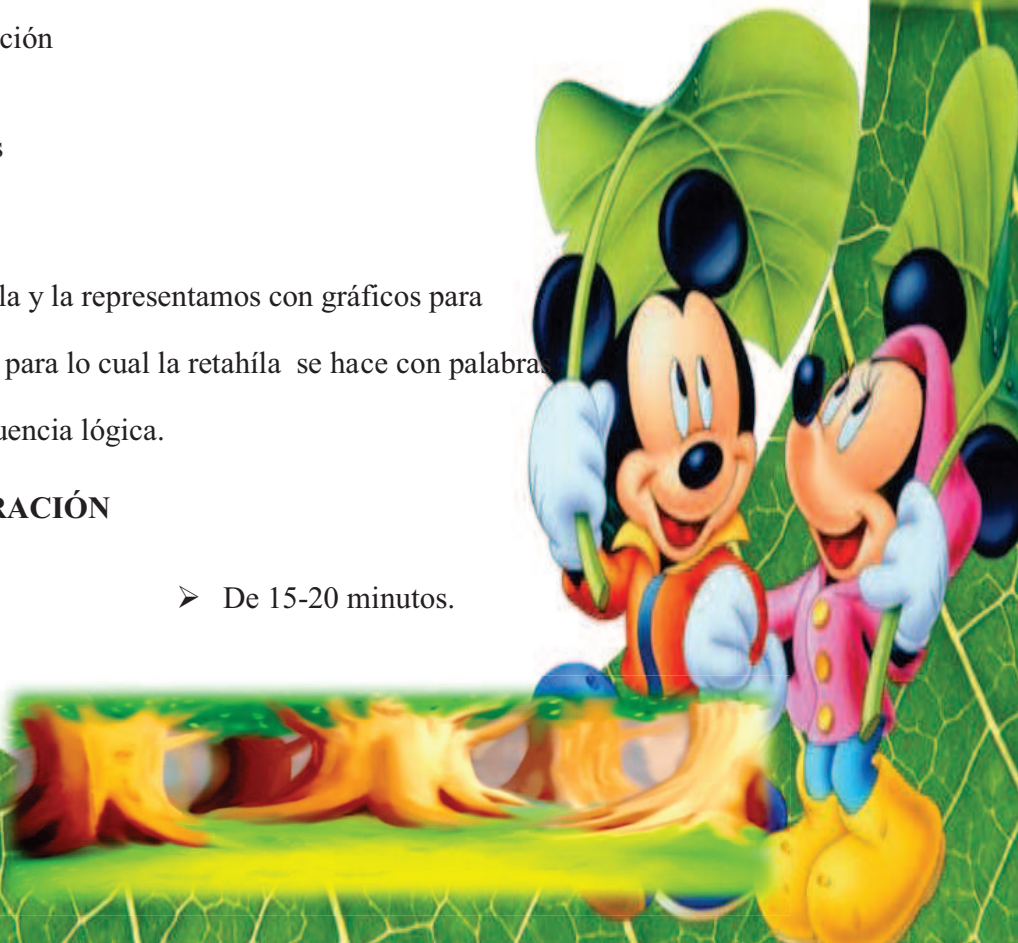 ción
s
la y la representamos con gráficos para
para lo cual la retahíla se hace con palabras
uencia lógica.
RACIÓN
➢ De 15-20 minutos.